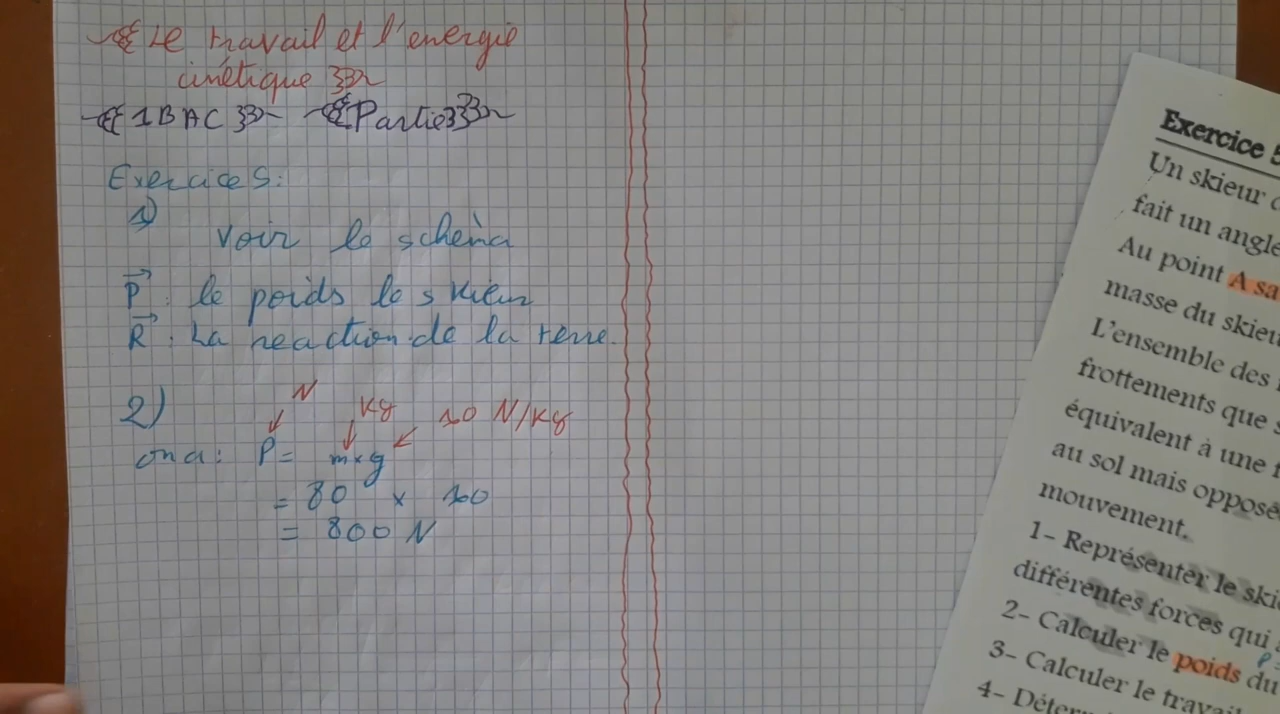 Le travail et l'energie
cinétique
1BAC Partie
Exercice 5:
1)
Voir le schèma
P : le poids le skieur
R : La reaction de la terre.
2)
N
Kg
10 N/Kg
ona: P = m×g
= 80 × 10
= 800 N
Exercice 5
Un skieur
fait un angle
Au point A sa
masse du skieu
L'ensemble des
frottements que
équivalent à une f
au sol mais opposé
mouvement.
1- Représenter le ski
différentes forces qui
2- Calculer le poids du
3- Calculer le travail
4- Déter